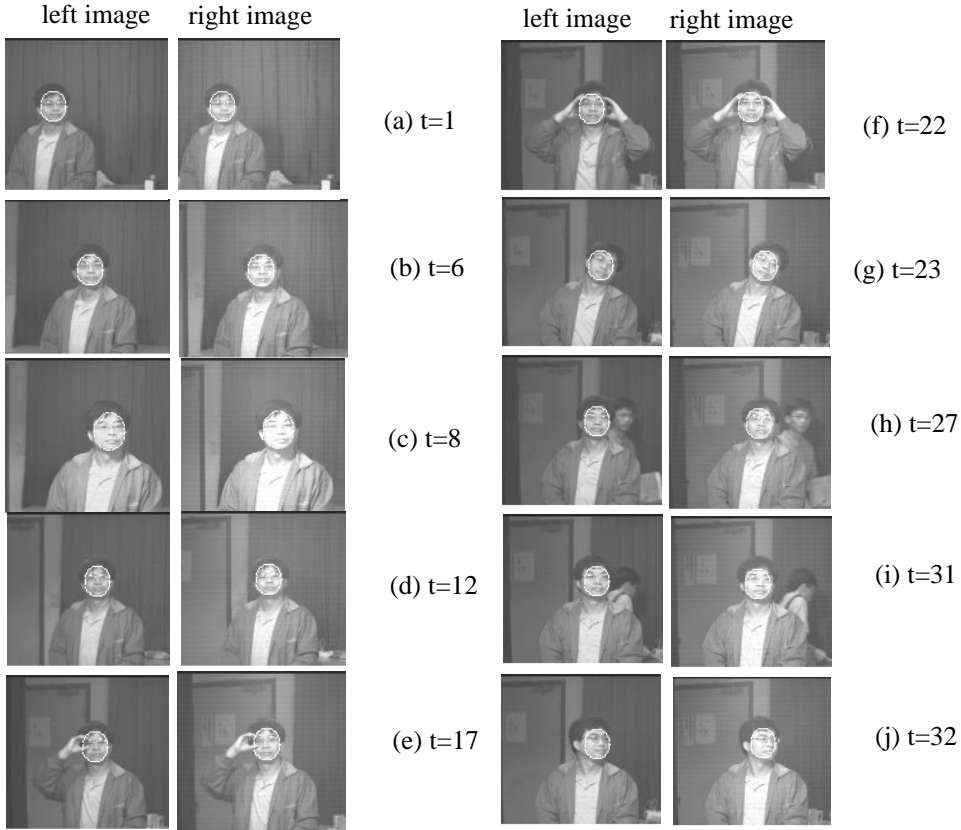 left image right image
(a) t=1
(b) t=6
(c) t=8
(d) t=12
(e) t=17
left image right image
(f) t=22
(g) t=23
(h) t=27
(i) t=31
(j) t=32